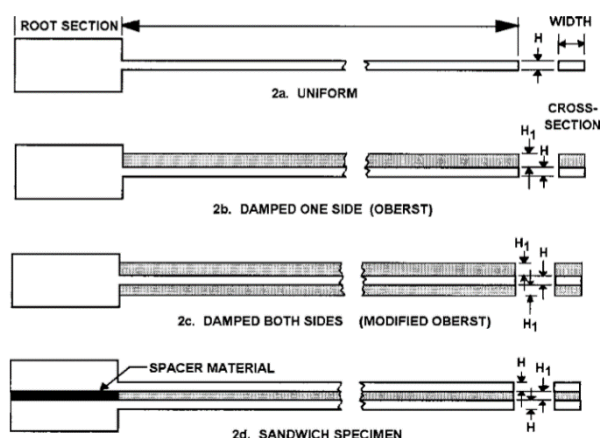 ROOT SECTION
WIDTH
H
2a. UNIFORM
CROSS-
SECTION
H1
H
2b. DAMPED ONE SIDE (OBERST)
H1
H
H1
2c. DAMPED BOTH SIDES (MODIFIED OBERST)
SPACER MATERIAL
H
H1
H
2d. SANDWICH SPECIMEN